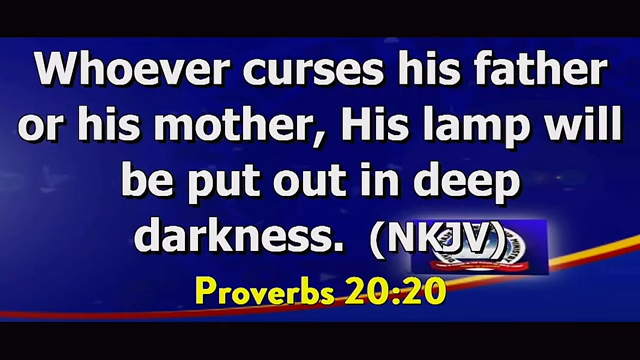 Whoever curses his father
or his mother, His lamp will
be put out in deep
darkness. (NKJV)
Proverbs 20:20